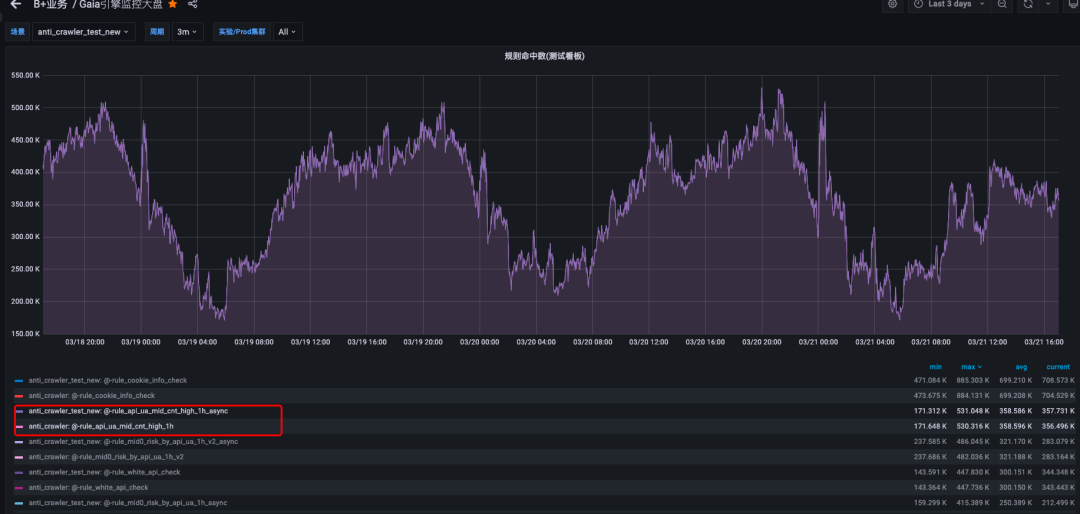 B+业务 / Gaia引擎监控大盘
Last 3 days
场景 anti_crawler_test_new 周期 3m 实验/Prod集群 All
规则命中数(测试看板)
550.00 K
500.00 K
450.00 K
400.00 K
350.00 K
300.00 K
250.00 K
200.00 K
150.00 K
03/18 20:00 03/19 00:00 03/19 04:00 03/19 08:00 03/19 12:00 03/19 16:00 03/19 20:00 03/20 00:00 03/20 04:00 03/20 08:00 03/20 12:00 03/20 16:00 03/20 20:00 03/21 00:00 03/21 04:00 03/21 08:00 03/21 12:00 03/21 16:00
min max avg current
anti_crawler_test_new: @-rule_cookie_info_check 471.084 K 885.303 K 699.210 K 708.573 K
anti_crawler: @-rule_cookie_info_check 473.675 K 884.131 K 699.208 K 704.529 K
anti_crawler_test_new: @-rule_api_ua_mid_cnt_high_1h_async 171.312 K 531.048 K 358.586 K 357.731 K
anti_crawler: @-rule_api_ua_mid_cnt_high_1h 171.648 K 530.316 K 358.596 K 356.496 K
anti_crawler_test_new: @-rule_mid0_risk_by_api_ua_1h_v2_async 237.585 K 486.045 K 321.170 K 283.079 K
anti_crawler: @-rule_mid0_risk_by_api_ua_1h_v2 237.686 K 482.036 K 321.188 K 283.164 K
anti_crawler_test_new: @-rule_white_api_check 143.591 K 447.830 K 300.151 K 344.348 K
anti_crawler: @-rule_white_api_check 143.364 K 447.736 K 300.150 K 343.443 K
anti_crawler_test_new: @-rule_mid0_risk_by_api_ua_1h_async 159.299 K 415.389 K 250.389 K 212.499 K